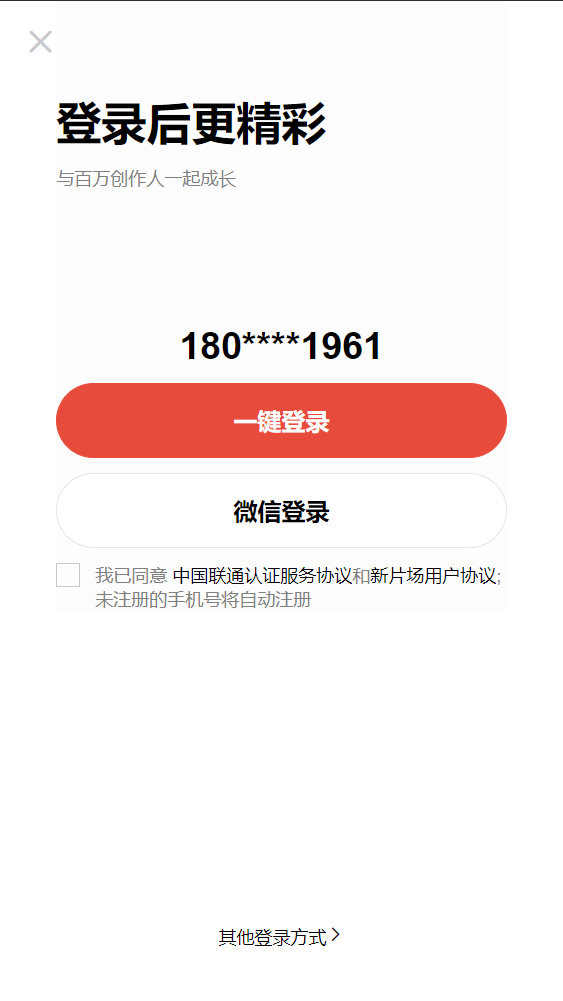 登录后更精彩
与百万创作人一起成长
180****1961
一键登录
微信登录
我已同意 中国联通认证服务协议和新片场用户协议;
未注册的手机号将自动注册
其他登录方式